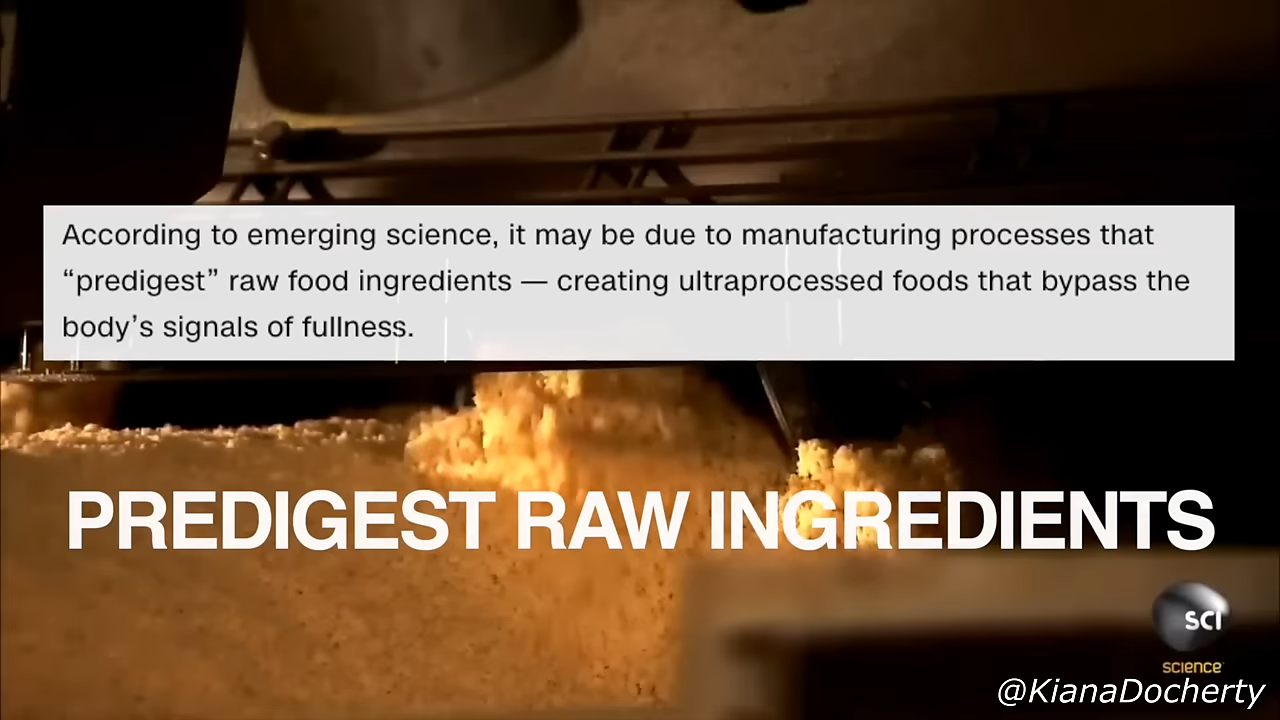 According to emerging science, it may be due to manufacturing processes that
“predigest” raw food ingredients — creating ultraprocessed foods that bypass the
body’s signals of fullness.
PREDIGEST RAW INGREDIENTS
SCI
SCIENCE
@KianaDocherty